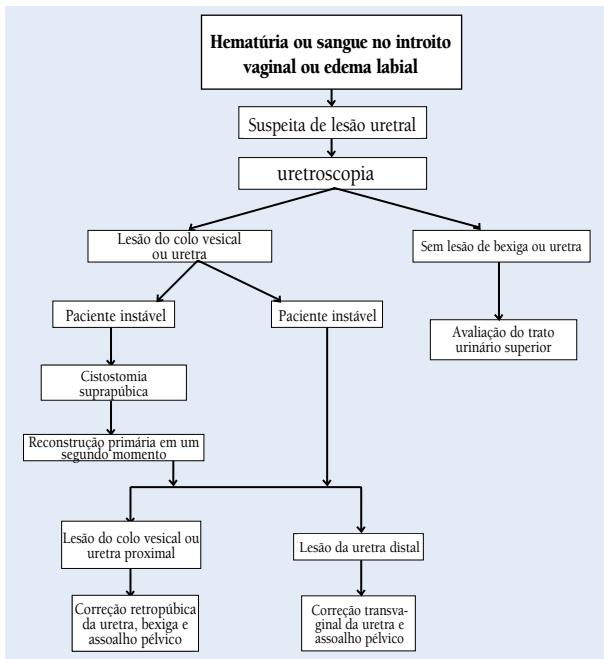 Hematúria ou sangue no introito
vaginal ou edema labial
Suspeita de lesão uretral
uretroscopia
Lesão do colo vesical
ou uretra
Sem lesão de bexiga ou uretra
Paciente instável
Paciente instável
Avaliação do trato
urinário superior
Cistostomia
suprapúbica
Reconstrução primária em um
segundo momento
Lesão do colo vesical ou
uretra proximal
Lesão da uretra distal
Correção retropúbica
da uretra, bexiga e
assoalho pélvico
Correção transva-
ginal da uretra e
assoalho pélvico